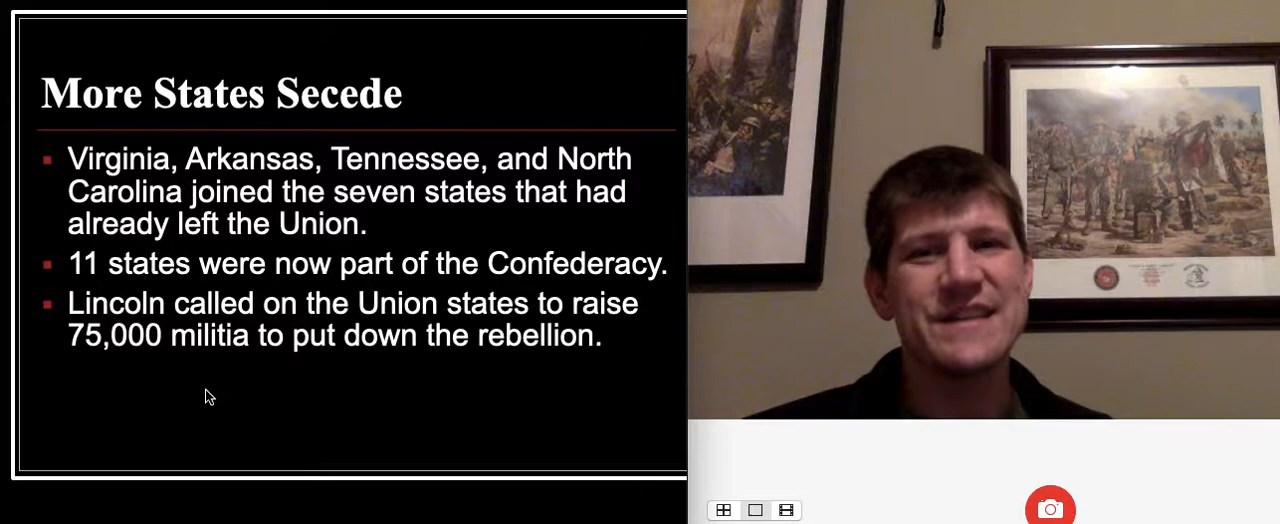 More States Secede
Virginia, Arkansas, Tennessee, and North
Carolina joined the seven states that had
already left the Union.
11 states were now part of the Confederacy.
Lincoln called on the Union states to raise
75,000 militia to put down the rebellion.